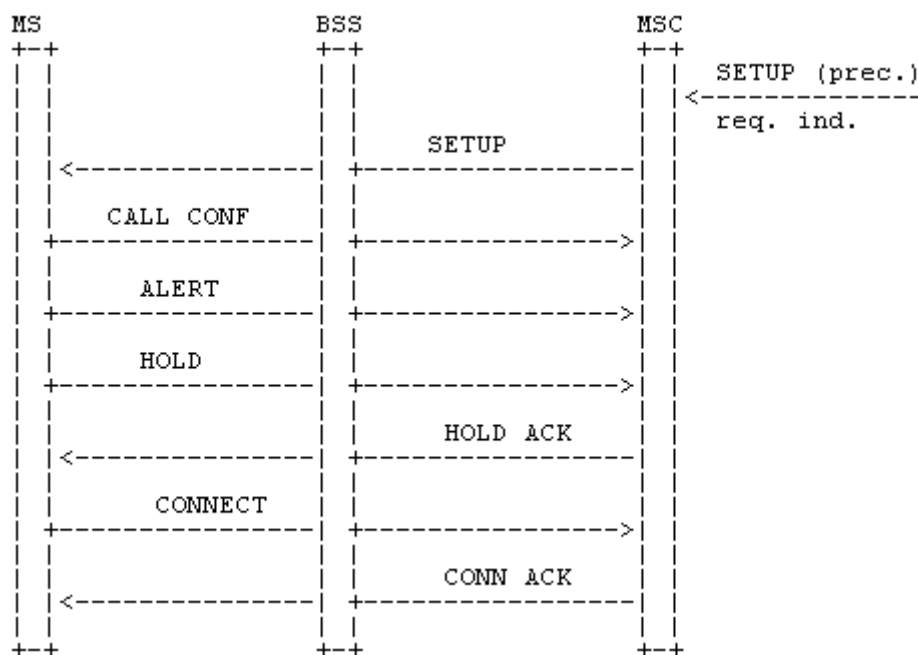 MS BSS MSC
SETUP (prec.)
req. ind.
SETUP
CALL CONF
ALERT
HOLD
HOLD ACK
CONNECT
CONN ACK